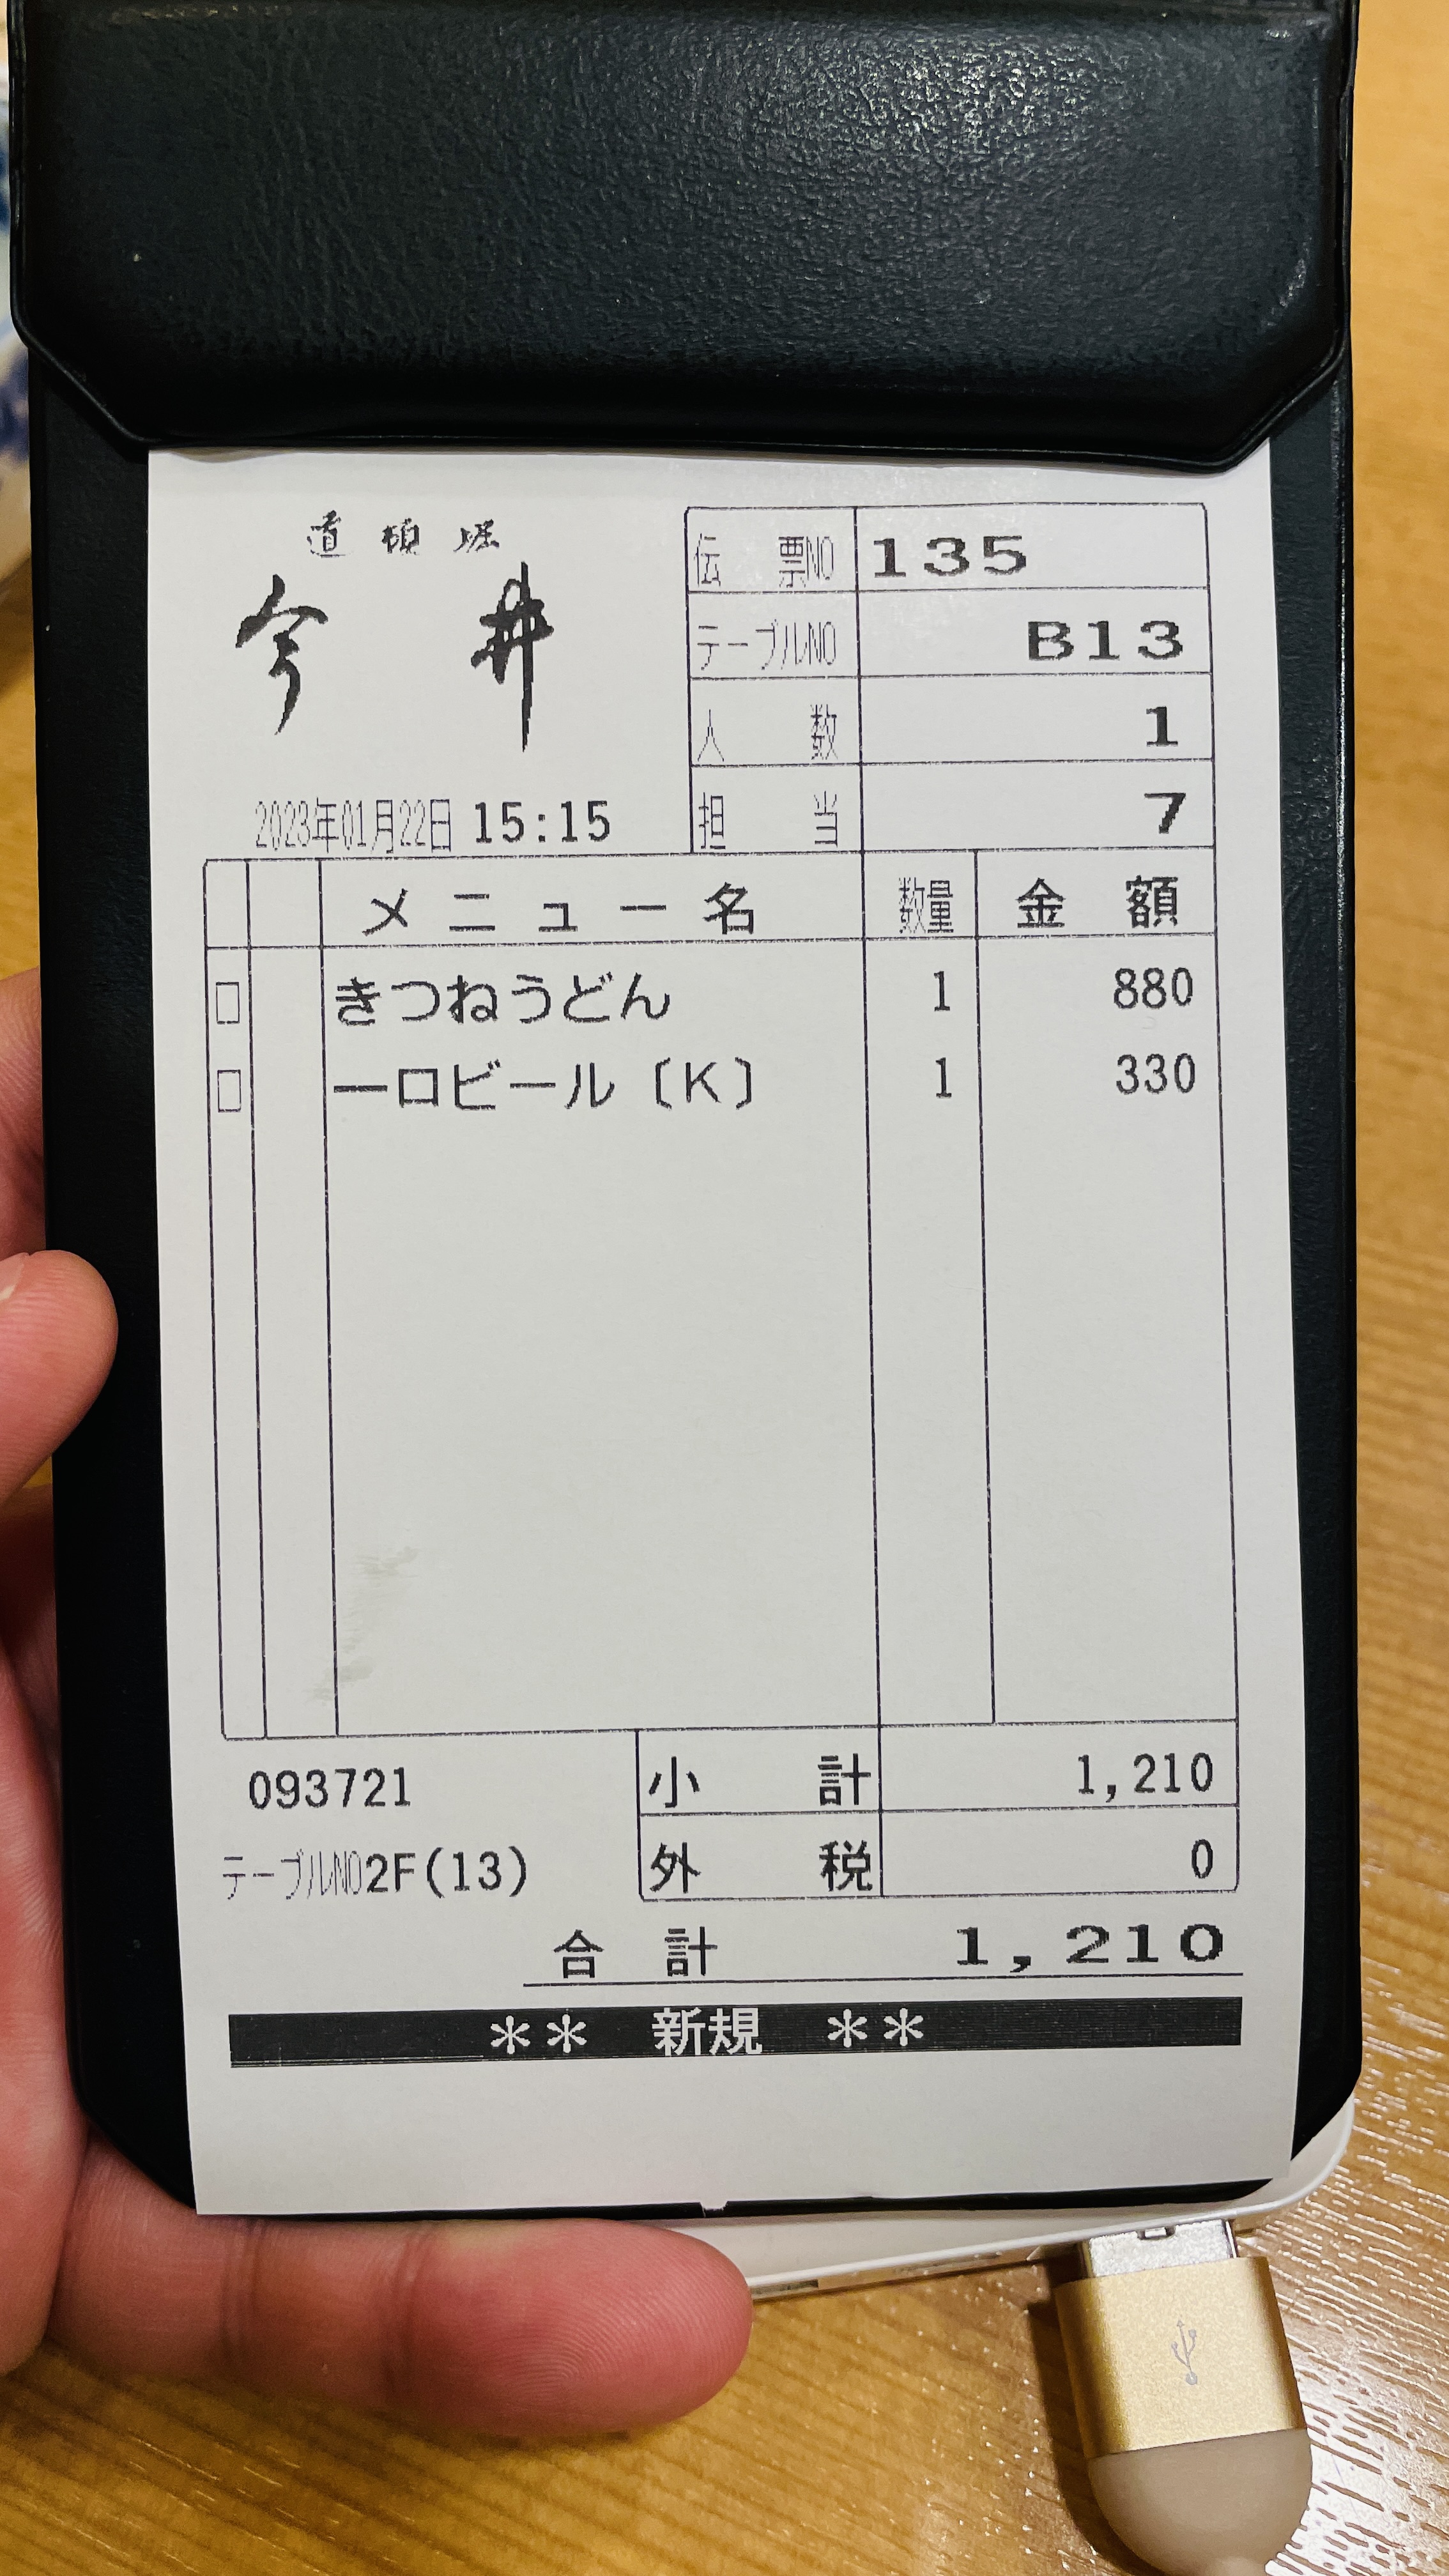 道頓堀
今井
伝票NO 135
テーブルNO B13
人数 1
担当 7
2023年01月22日 15:15
メニュー名 数量 金額
きつねうどん 1 880
一口ビール〔K〕 1 330
093721
小計 1,210
テーブルNO2F(13)
外税 0
合計 1,210
** 新規 **